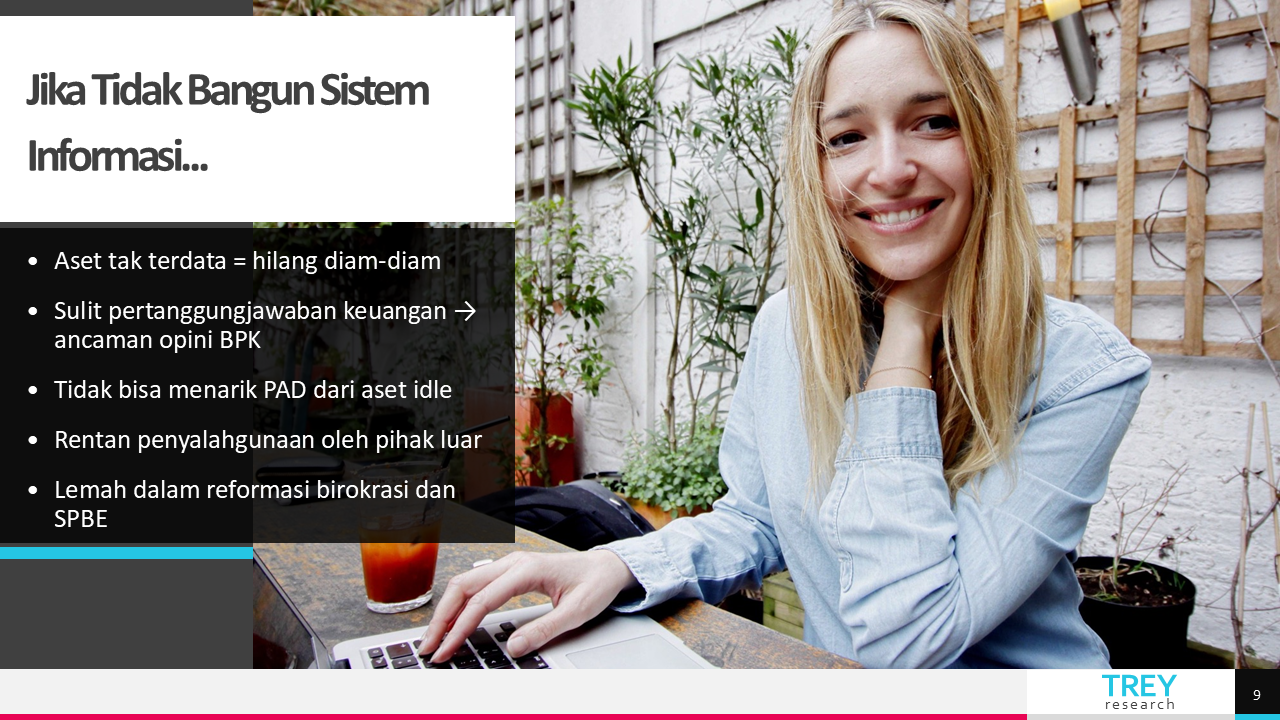 Jika Tidak Bangun Sistem
Informasi...
• Aset tak terdata = hilang diam-diam
• Sulit pertanggungjawaban keuangan →
ancaman opini BPK
• Tidak bisa menarik PAD dari aset idle
• Rentan penyalahgunaan oleh pihak luar
• Lemah dalam reformasi birokrasi dan
SPBE
TREY
research
9